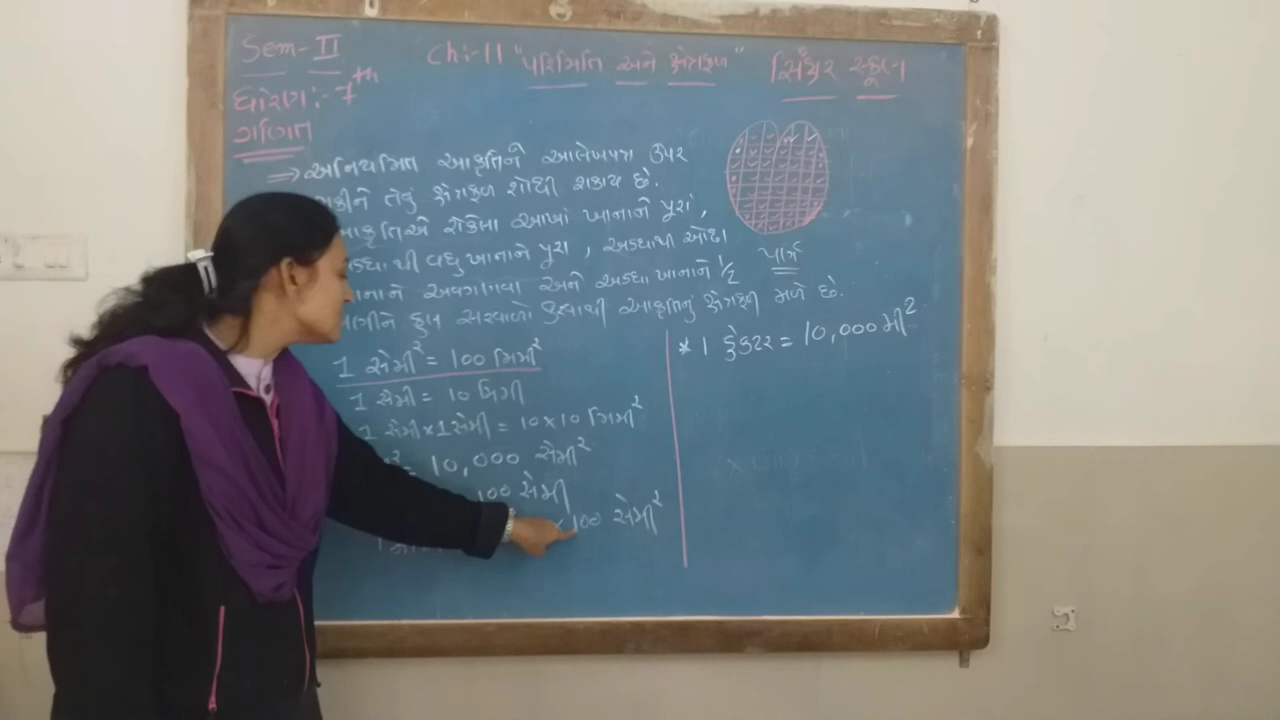 Sem-II
Ch:-11 "પરિમિતિ અને ક્ષેત્રફળ"
સ્કૂલ
ધોરણ:- 7th
ગણિત
⇒ અનિયમિત આકૃતિને આલેખપત્ર ઉપર
મૂકીને તેનું ક્ષેત્રફળ શોધી શકાય છે.
આકૃતિએ રોકેલા આખાં ખાનાને પૂરાં,
અડધાથી વધુ ખાનાને પૂરા, અડધાથી ઓછા
ખાનાને અવગણવા અને અડધા ખાનાને 1/2
ગણીને કુલ સરવાળો કરવાથી આકૃતિનું ક્ષેત્રફળ મળે છે.
1 સેમી² = 100 મિમી²
1 સેમી = 10 મિમી
1 સેમી x 1 સેમી = 10 x 10 મિમી²
= 10,000 સેમી²
100 સેમી
x 100 સેમી²
* 1 હેક્ટર = 10,000 મી²